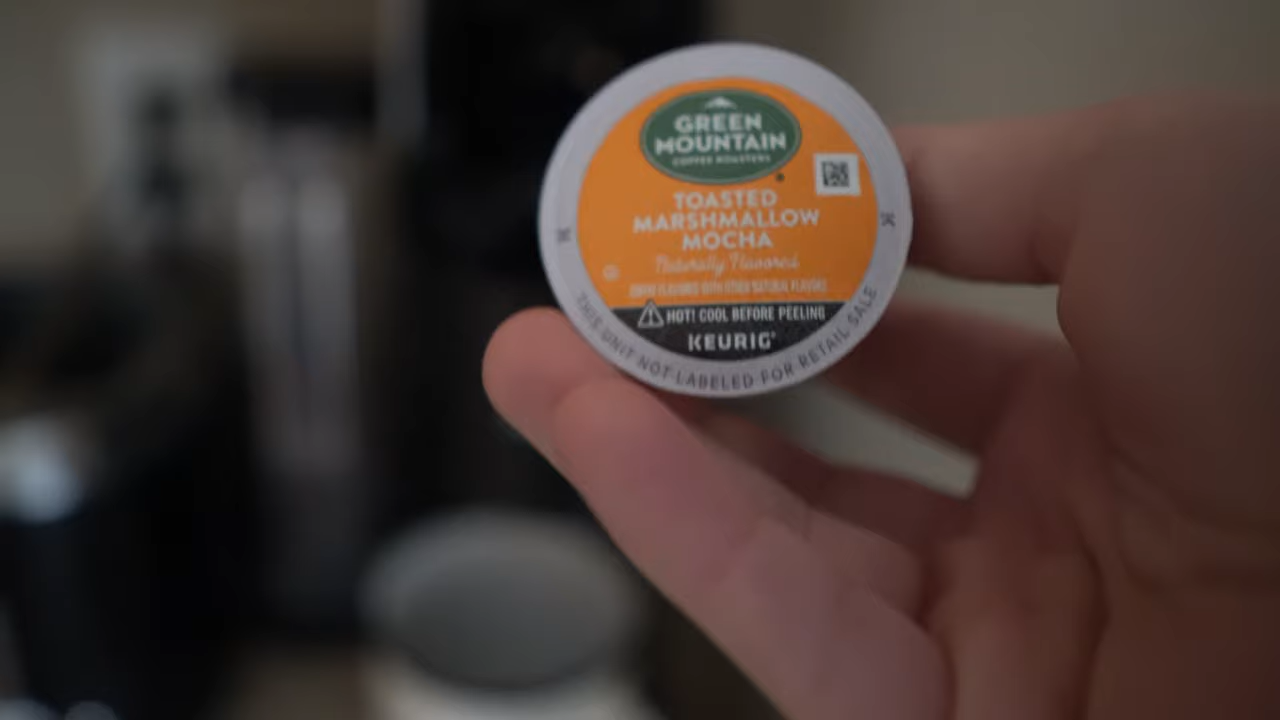 GREEN
MOUNTAIN
COFFEE ROASTERS
TOASTED
MARSHMALLOW
MOCHA
Naturally Flavored
COFFEE FLAVORED WITH OTHER NATURAL FLAVORS
HOT! COOL BEFORE PEELING
KEURIG®
THIS UNIT NOT LABELED FOR RETAIL SALE